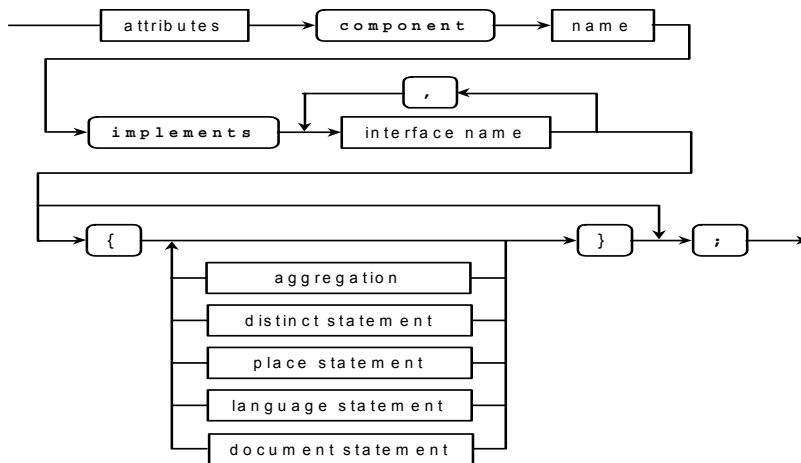 attributes component name
,
implements interface name
{ } ;
aggregation
distinct statement
place statement
language statement
document statement